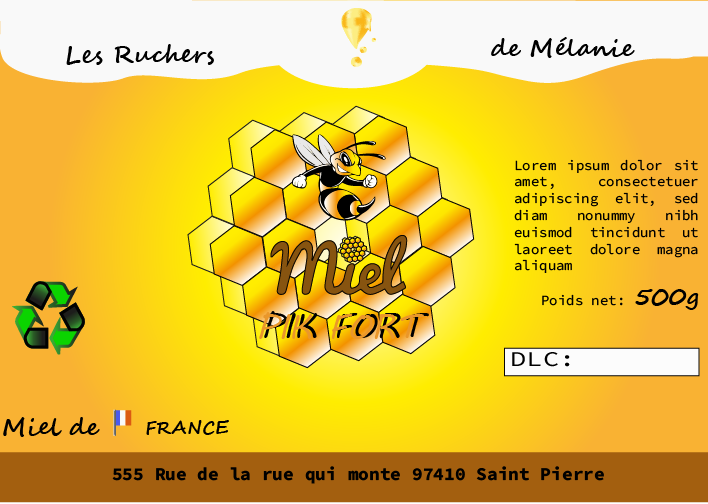 Les Ruchers
de Mélanie
Miel
PIK FORT
Lorem ipsum dolor sit
amet, consectetuer
adipiscing elit, sed
diam nonummy nibh
euismod tincidunt ut
laoreet dolore magna
aliquam
Poids net: 500g
DLC:
Miel de FRANCE
555 Rue de la rue qui monte 97410 Saint Pierre